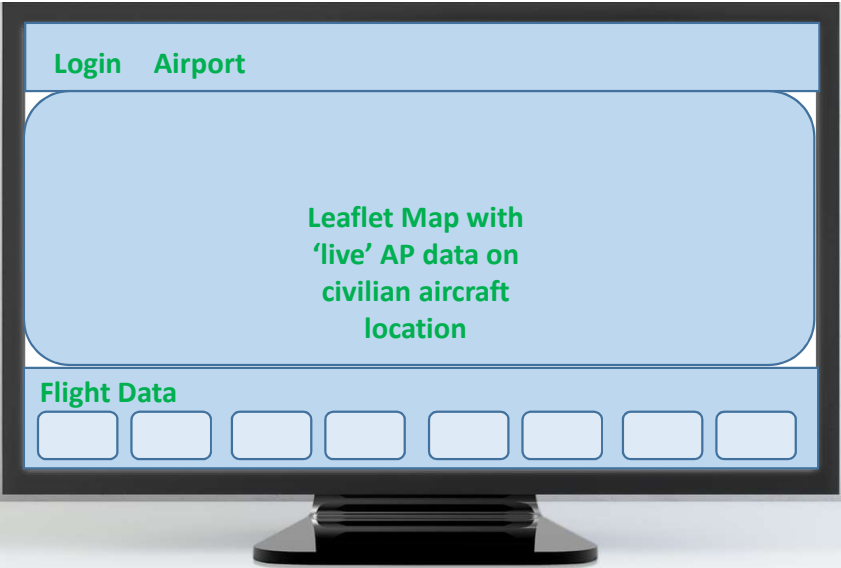 Login Airport
Leaflet Map with
‘live’ AP data on
civilian aircraft
location
Flight Data